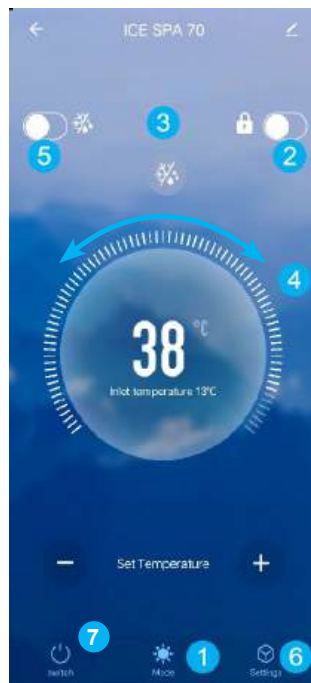 ICE SPA 70
3
5
2
4
38 °C
Inlet temperature 13°C
Set Temperature
7
1
6
switch
Mode
Settings